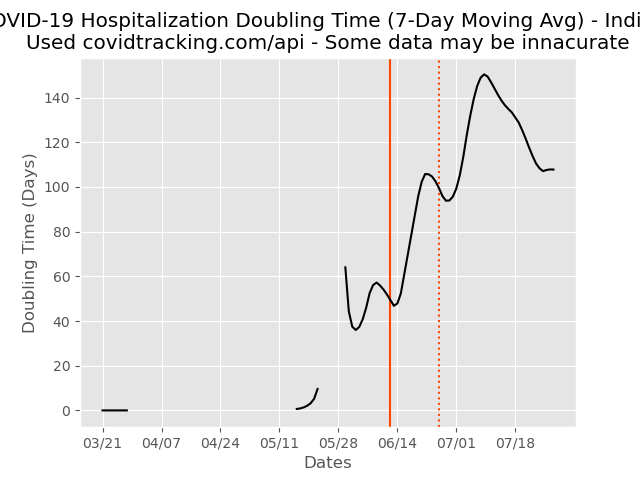 OVID-19 Hospitalization Doubling Time (7-Day Moving Avg) - Indi
Used covidtracking.com/api - Some data may be innacurate
140
120
100
80
60
40
20
0
Doubling Time (Days)
03/21 04/07 04/24 05/11 05/28 06/14 07/01 07/18
Dates